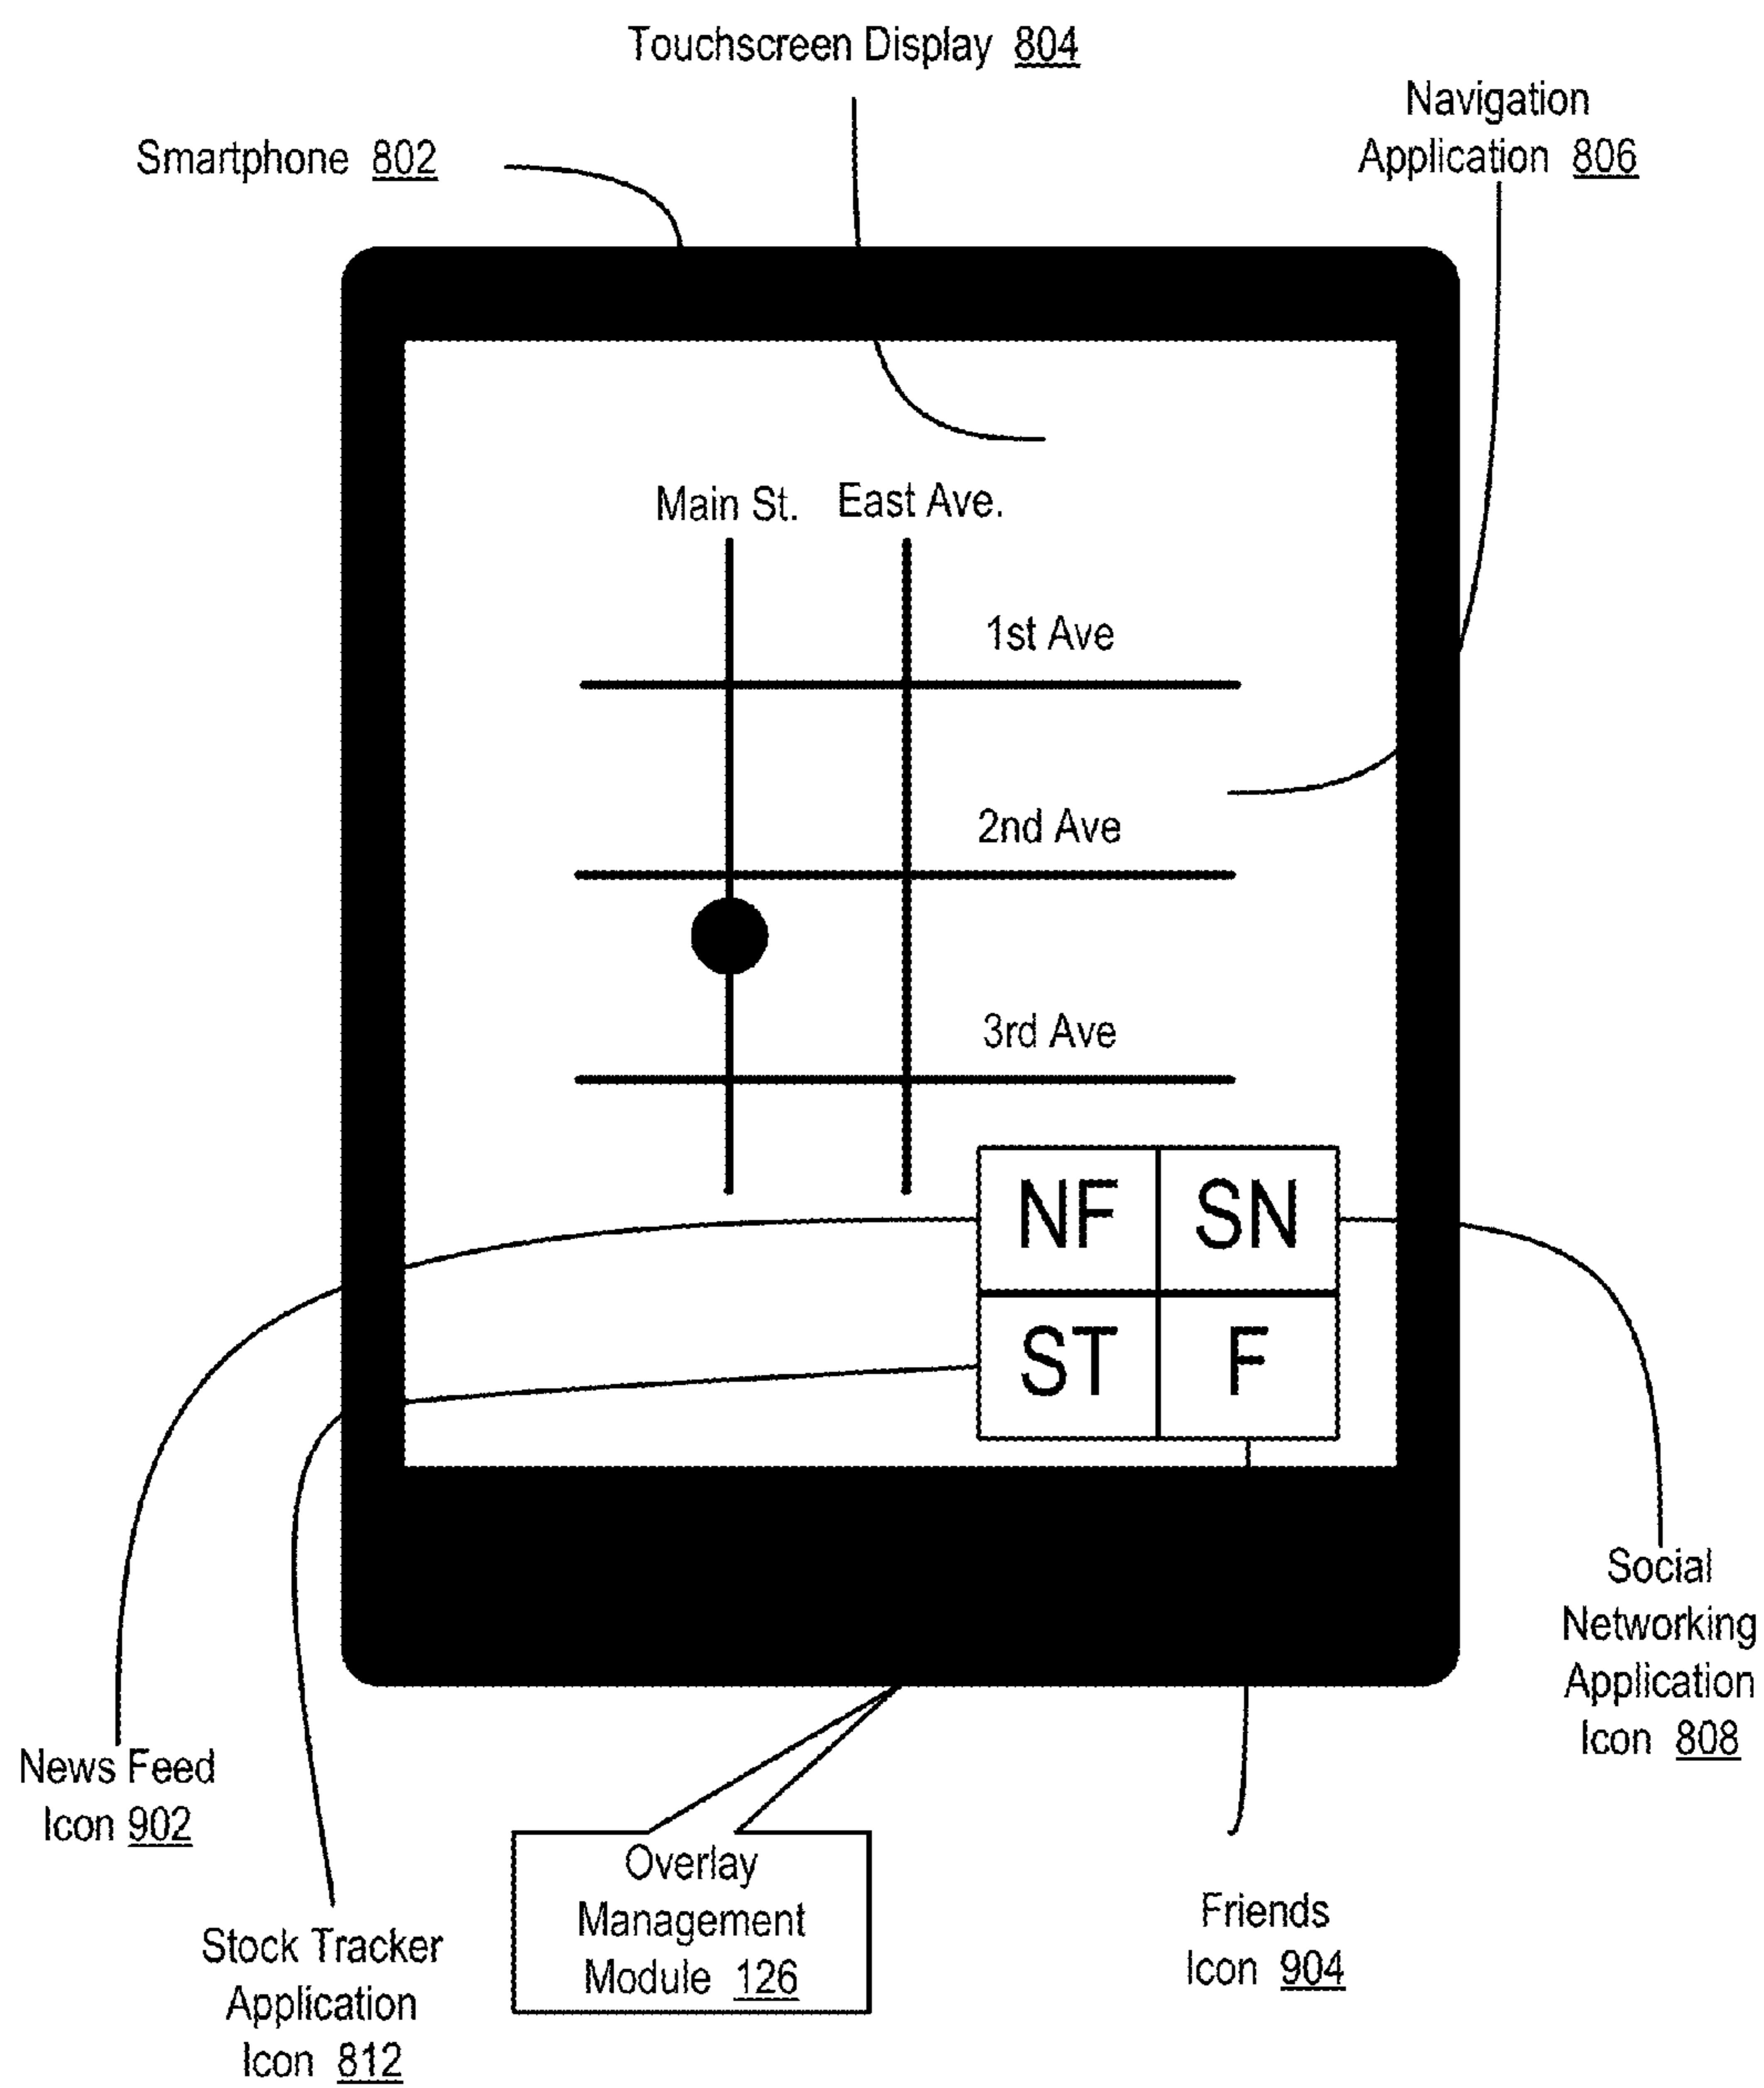 Touchscreen Display 804
Navigation
Application 806
Smartphone 802
Main St. East Ave.
1st Ave
2nd Ave
3rd Ave
NF SN
ST F
Social
Networking
Application
Icon 808
News Feed
Icon 902
Overlay
Management
Module 126
Friends
Icon 904
Stock Tracker
Application
Icon 812